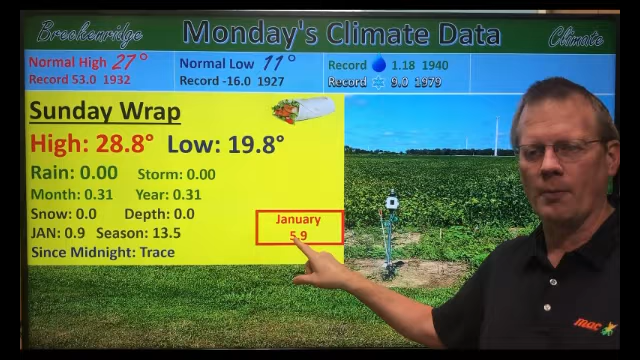 Breckenridge Monday's Climate Data Climate
Normal High 27° Normal Low 11° Record 1.18 1940
Record 53.0 1932 Record -16.0 1927 Record 9.0 1979
Sunday Wrap
High: 28.8° Low: 19.8°
Rain: 0.00 Storm: 0.00
Month: 0.31 Year: 0.31
Snow: 0.0 Depth: 0.0
JAN: 0.9 Season: 13.5
Since Midnight: Trace
January
5.9
mac